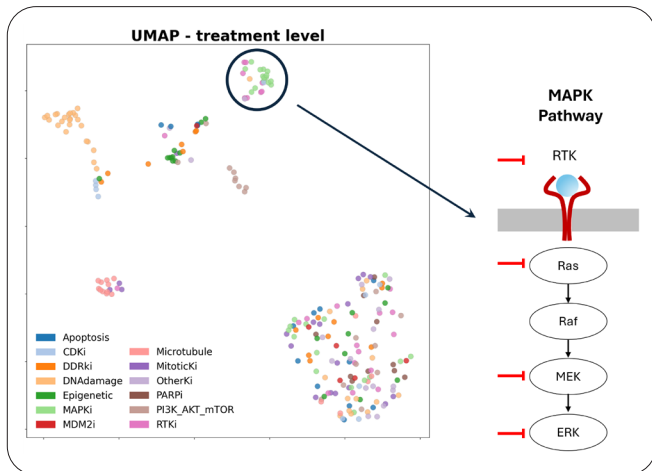 UMAP - treatment level
Apoptosis
CDKi
DDRki
DNAdamage
Epigenetic
MAPKi
MDM2i
Microtubule
MitoticKi
OtherKi
PARPi
PI3K_AKT_mTOR
RTKi
MAPK
Pathway
RTK
Ras
Raf
MEK
ERK